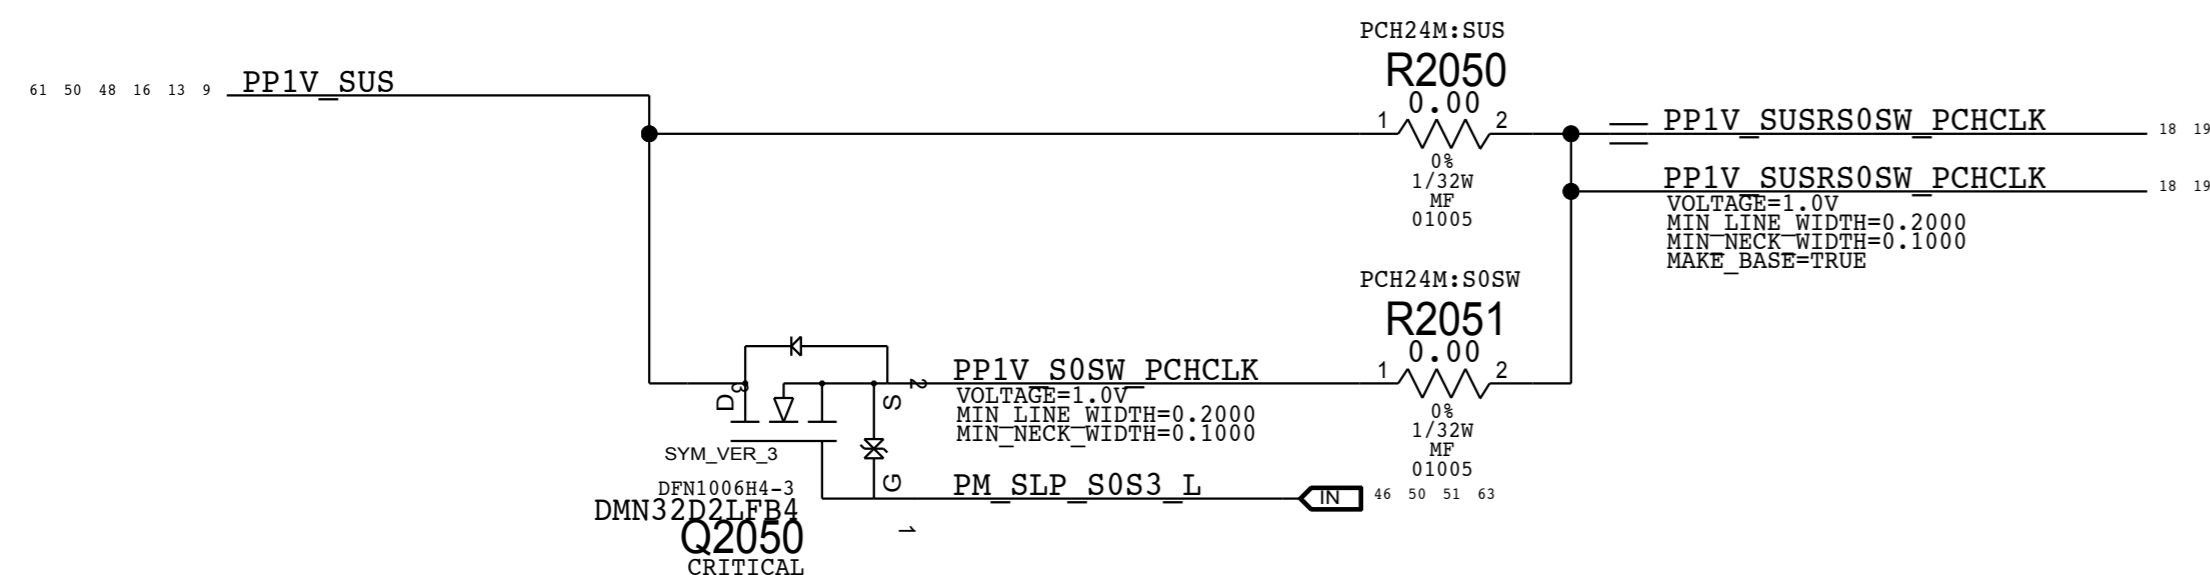 PCH24M:SUS
R2050
61 50 48 16 13 9 PP1V_SUS
0.00
1 2
PP1V_SUSRS0SW_PCHCLK 18 19
0%
1/32W
MF
01005
PP1V_SUSRS0SW_PCHCLK 18 19
VOLTAGE=1.0V
MIN_LINE_WIDTH=0.2000
MIN_NECK_WIDTH=0.1000
MAKE_BASE=TRUE
PCH24M:S0SW
R2051
0.00
1 2
0%
1/32W
MF
01005
D 3
S 2
PP1V_S0SW_PCHCLK
VOLTAGE=1.0V
MIN_LINE_WIDTH=0.2000
MIN_NECK_WIDTH=0.1000
SYM_VER_3
G 1
PM_SLP_S0S3_L IN 46 50 51 63
DFN1006H4-3
DMN32D2LFB4
Q2050
CRITICAL